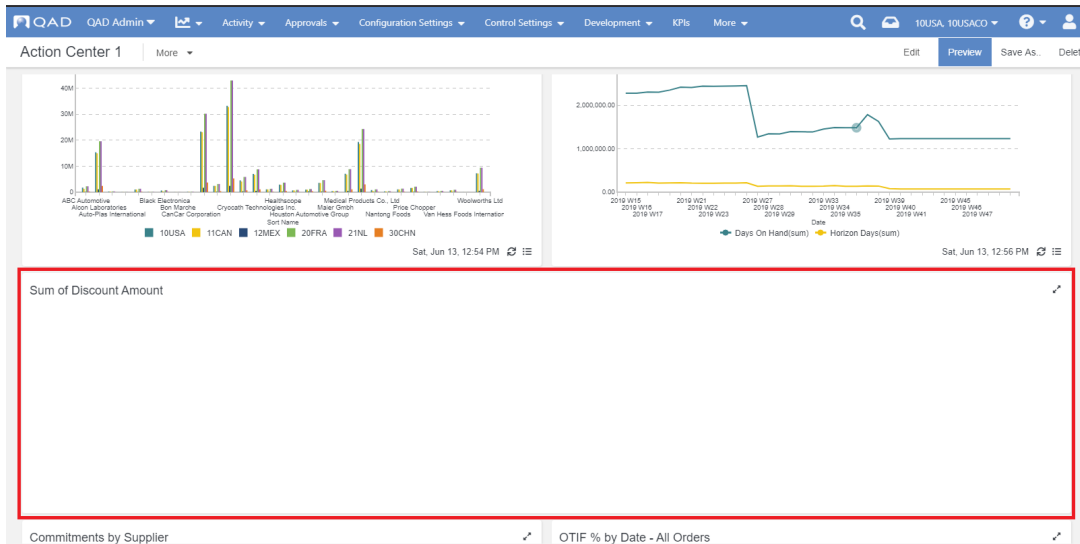 QAD QAD Admin Activity Approvals Configuration Settings Control Settings Development KPIs More 10USA, 10USACO ?
Action Center 1 More Edit Preview Save As.. Delet
40M
30M
20M
10M
0
ABC Automotive Black Electronica Healthscope Medical Products Co., Ltd Woolworths Ltd
Alcon Laboratories Bon Marche Cryocath Technologies Inc. Maier Gmbh Price Chopper
Auto-Plas International CanCar Corporation Houston Automotive Group Nantong Foods Van Hess Foods Internation
Sort Name
10USA 11CAN 12MEX 20FRA 21NL 30CHN
Sat, Jun 13, 12:54 PM
2,000,000.00
1,000,000.00
0.00
2019 W15 2019 W21 2019 W27 2019 W33 2019 W39 2019 W45
2019 W16 2019 W22 2019 W28 2019 W34 2019 W40 2019 W46
2019 W17 2019 W23 2019 W29 2019 W35 2019 W41 2019 W47
Date
Days On Hand(sum) Horizon Days(sum)
Sat, Jun 13, 12:56 PM
Sum of Discount Amount
Commitments by Supplier
OTIF % by Date - All Orders